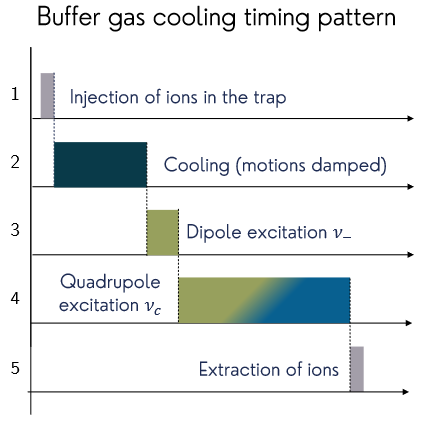 Buffer gas cooling timing pattern
1 Injection of ions in the trap
2 Cooling (motions damped)
3 Dipole excitation ν₋
4 Quadrupole
excitation ν_c
5 Extraction of ions